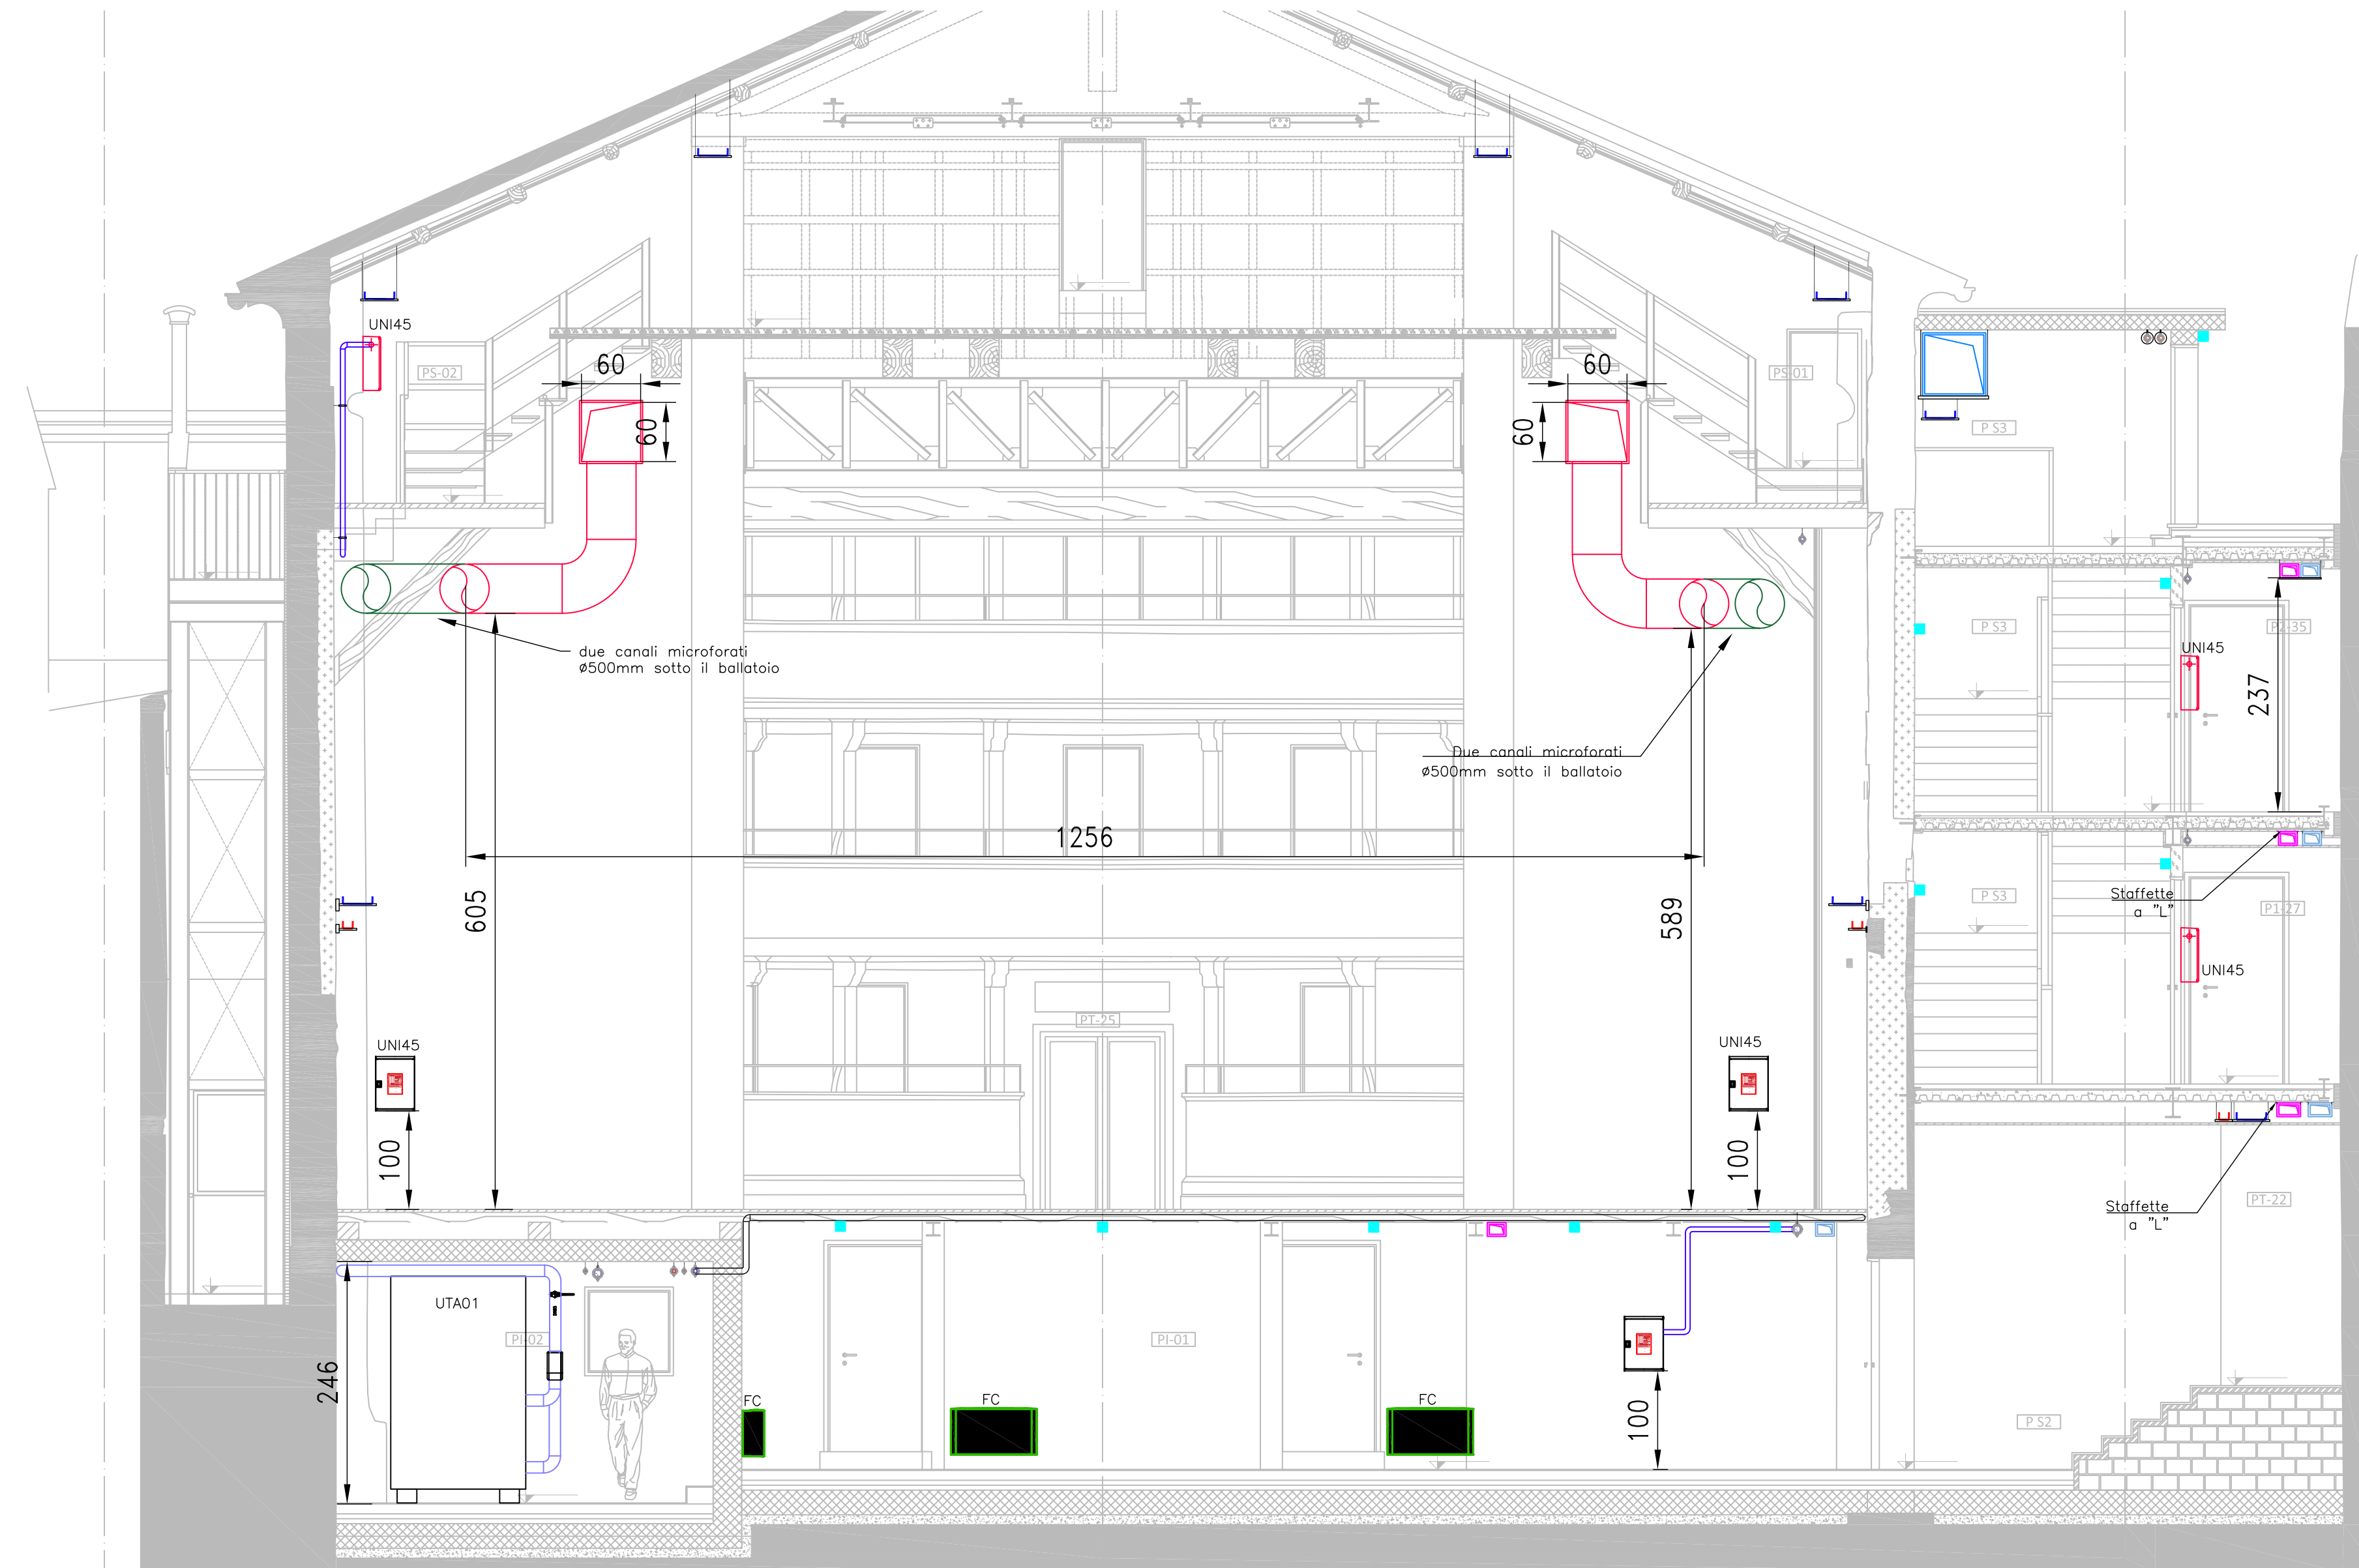 UNI45
PS-02
60
60
60
60
PS-01
P S3
due canali microforati
ø500mm sotto il ballatoio
P S3
P2-35
UNI45
237
Due canali microforati
ø500mm sotto il ballatoio
1256
605
589
Staffette
a "L"
P S3
P1-27
UNI45
PT-25
UNI45
UNI45
100
100
Staffette
a "L"
PT-22
UTA01
PI-02
PI-01
246
FC
FC
FC
100
P S2